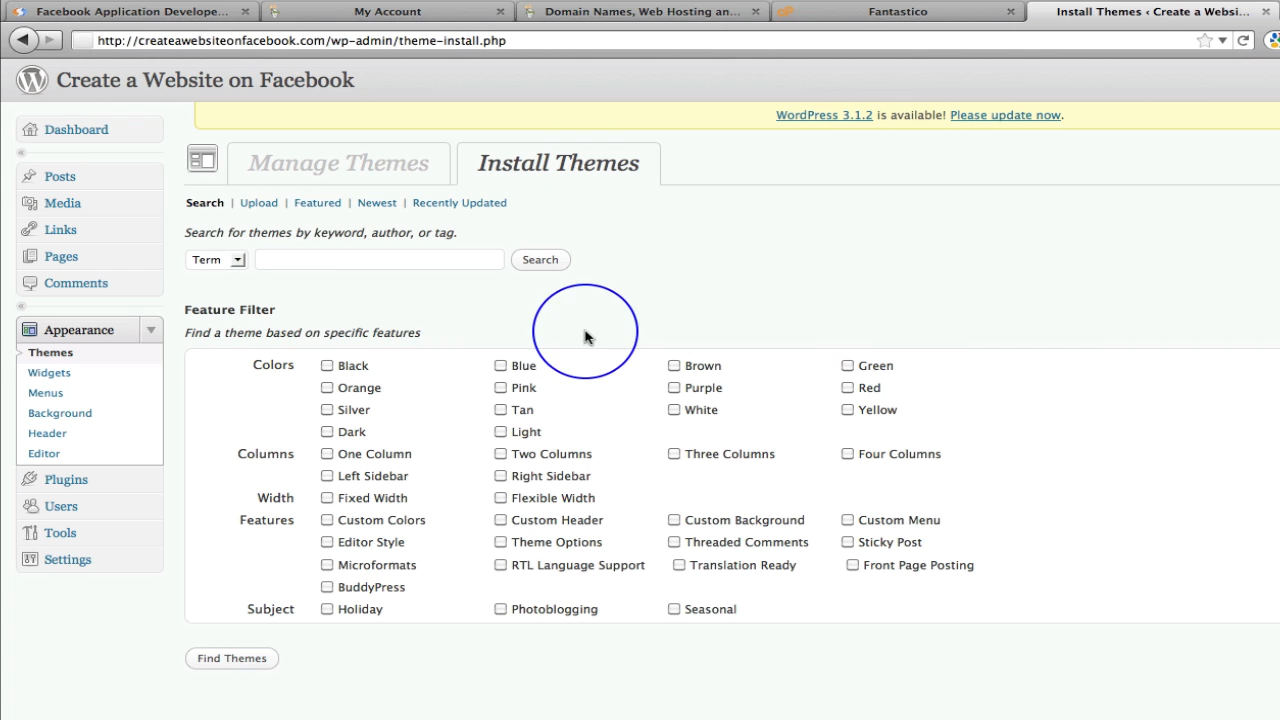 Facebook Application Develope... My Account Domain Names, Web Hosting an... Fantastico Install Themes ‹ Create a Websi...
http://createawebsiteonfacebook.com/wp-admin/theme-install.php
Create a Website on Facebook
WordPress 3.1.2 is available! Please update now.
Dashboard
Posts
Media
Links
Pages
Comments
Appearance
Themes
Widgets
Menus
Background
Header
Editor
Plugins
Users
Tools
Settings
Manage Themes Install Themes
Search | Upload | Featured | Newest | Recently Updated
Search for themes by keyword, author, or tag.
Term Search
Feature Filter
Find a theme based on specific features
Colors Black Blue Brown Green
Orange Pink Purple Red
Silver Tan White Yellow
Dark Light
Columns One Column Two Columns Three Columns Four Columns
Left Sidebar Right Sidebar
Width Fixed Width Flexible Width
Features Custom Colors Custom Header Custom Background Custom Menu
Editor Style Theme Options Threaded Comments Sticky Post
Microformats RTL Language Support Translation Ready Front Page Posting
BuddyPress
Subject Holiday Photoblogging Seasonal
Find Themes